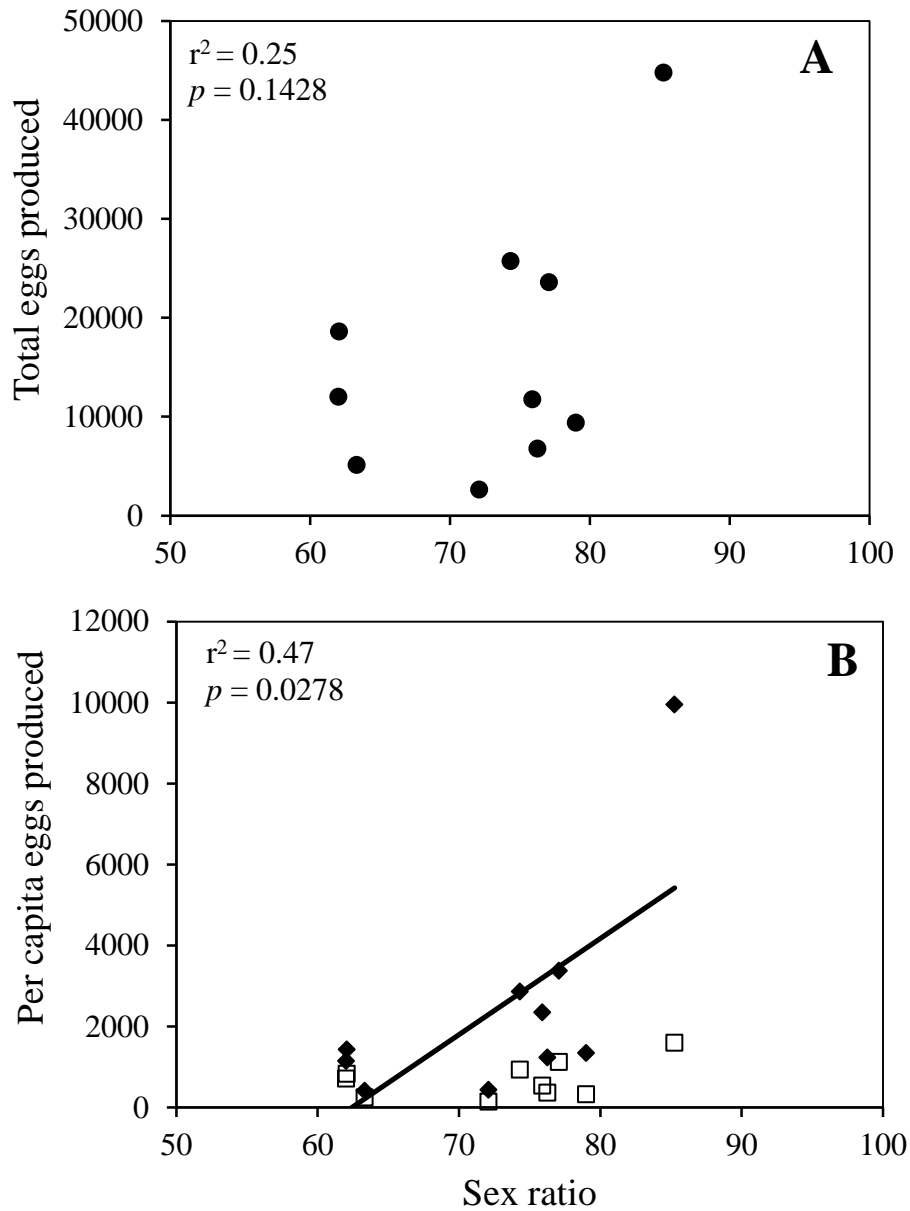 50000
r² = 0.25
A
p = 0.1428
40000
30000
20000
10000
0
Total eggs produced
50 60 70 80 90 100
12000
r² = 0.47
B
p = 0.0278
10000
8000
6000
4000
2000
0
Per capita eggs produced
50 60 70 80 90 100
Sex ratio